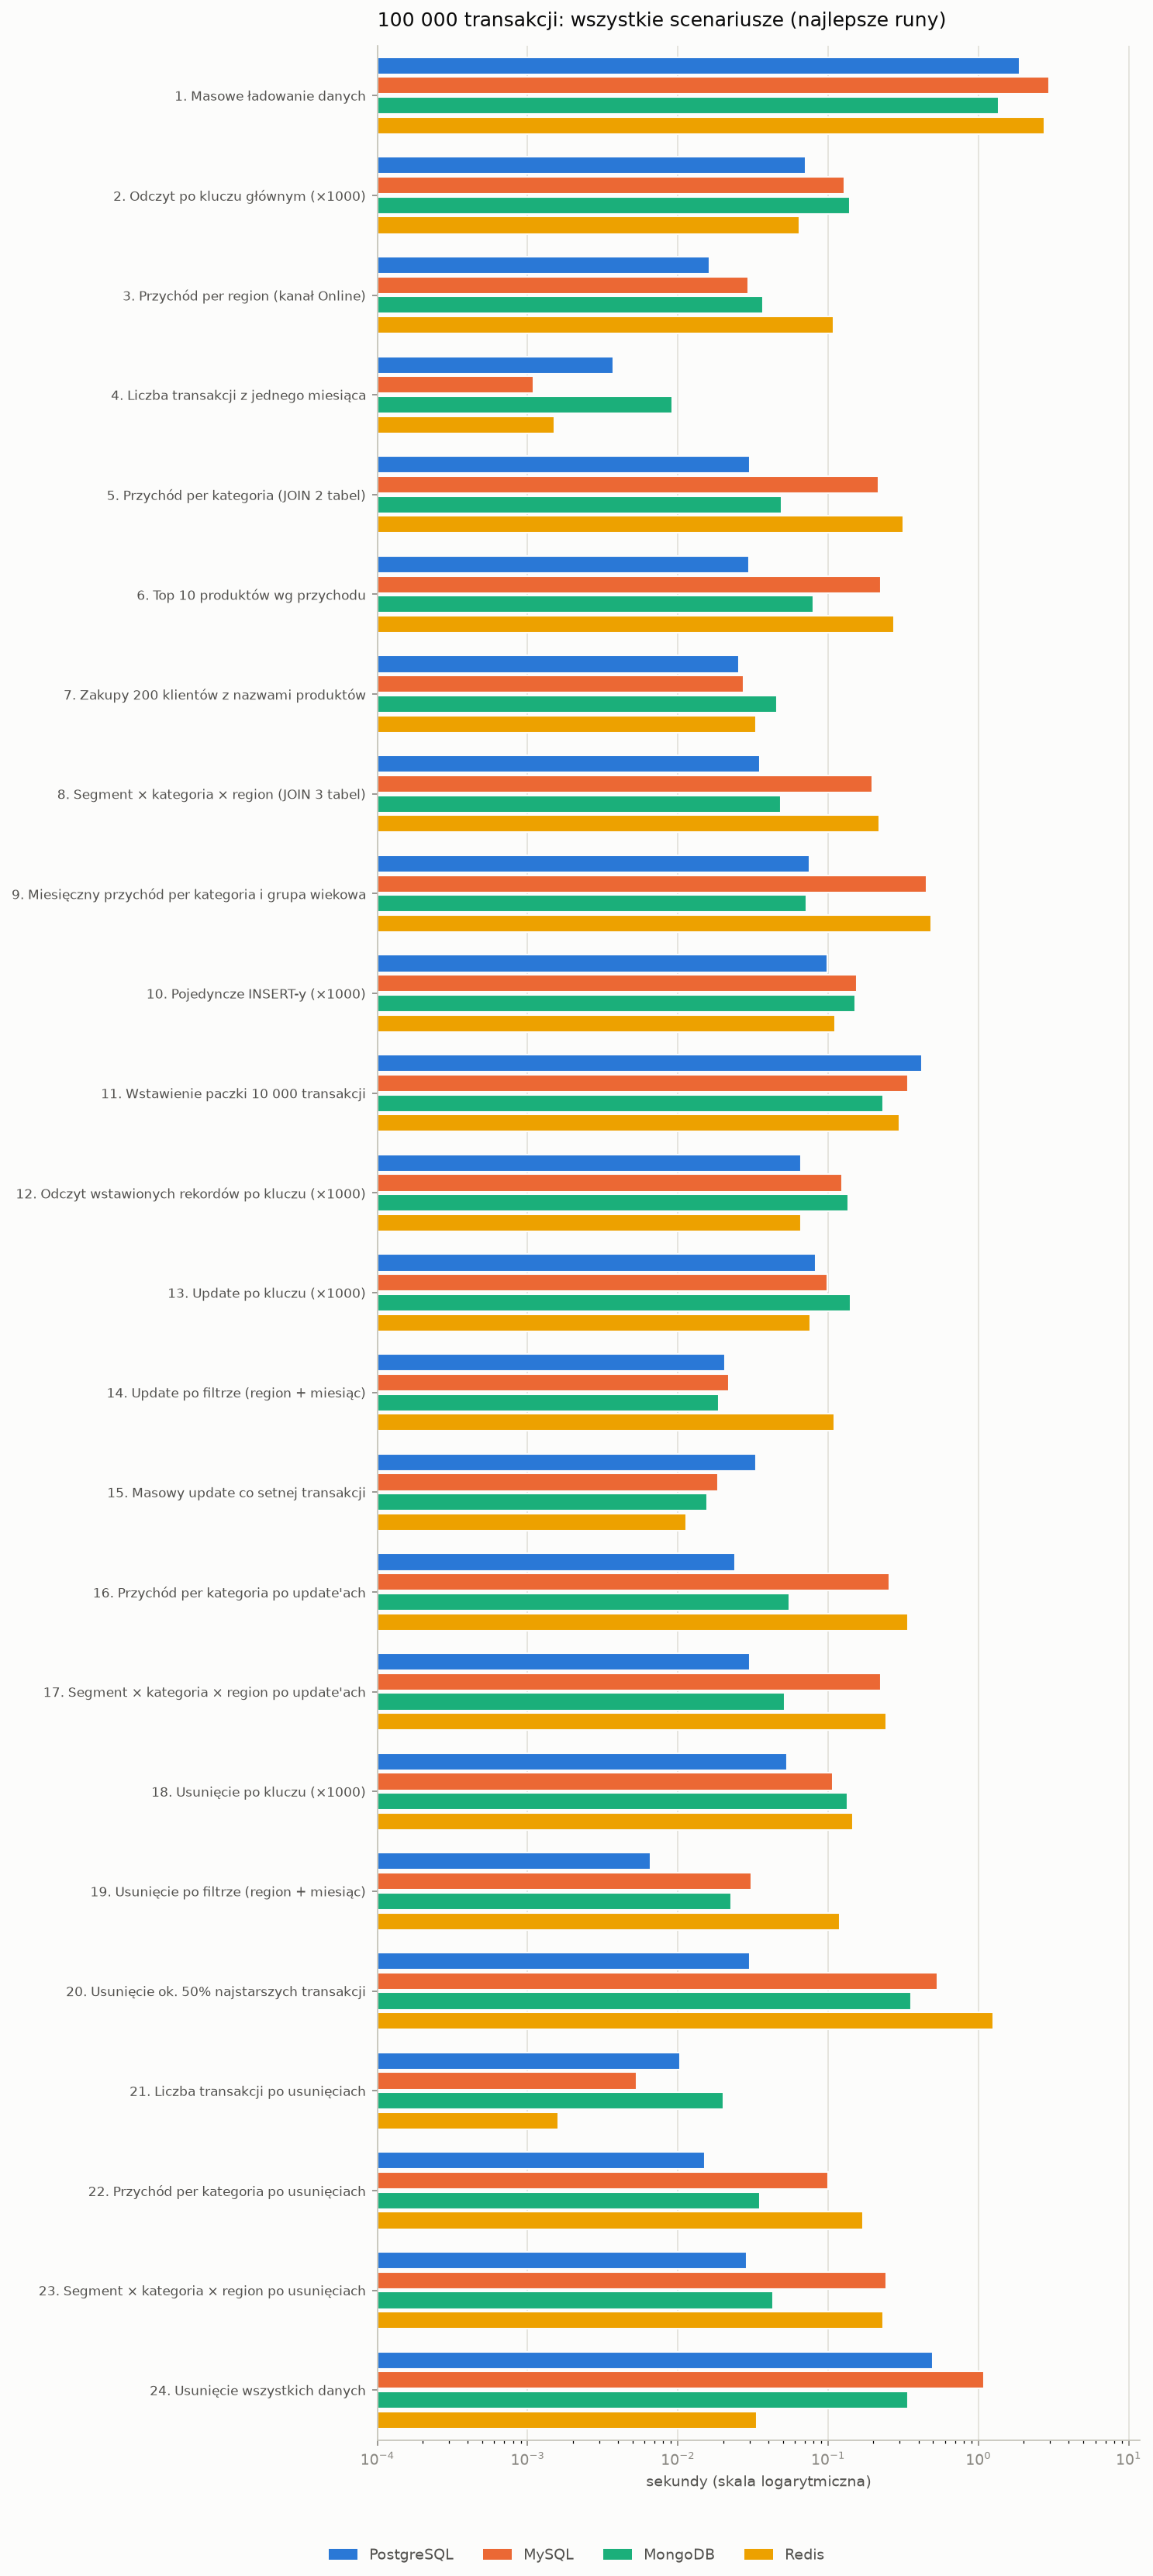 100 000 transakcji: wszystkie scenariusze (najlepsze runy)
1. Masowe ładowanie danych
2. Odczyt po kluczu głównym (×1000)
3. Przychód per region (kanał Online)
4. Liczba transakcji z jednego miesiąca
5. Przychód per kategoria (JOIN 2 tabel)
6. Top 10 produktów wg przychodu
7. Zakupy 200 klientów z nazwami produktów
8. Segment × kategoria × region (JOIN 3 tabel)
9. Miesięczny przychód per kategoria i grupa wiekowa
10. Pojedyncze INSERT-y (×1000)
11. Wstawienie paczki 10 000 transakcji
12. Odczyt wstawionych rekordów po kluczu (×1000)
13. Update po kluczu (×1000)
14. Update po filtrze (region + miesiąc)
15. Masowy update co setnej transakcji
16. Przychód per kategoria po update'ach
17. Segment × kategoria × region po update'ach
18. Usunięcie po kluczu (×1000)
19. Usunięcie po filtrze (region + miesiąc)
20. Usunięcie ok. 50% najstarszych transakcji
21. Liczba transakcji po usunięciach
22. Przychód per kategoria po usunięciach
23. Segment × kategoria × region po usunięciach
24. Usunięcie wszystkich danych
10⁻⁴ 10⁻³ 10⁻² 10⁻¹ 10⁰ 10¹
sekundy (skala logarytmiczna)
PostgreSQL MySQL MongoDB Redis